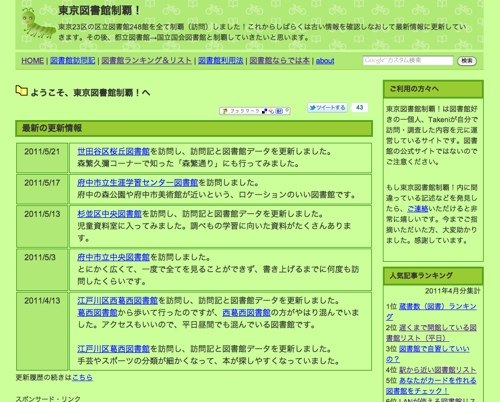 東京図書館制覇！
東京23区の区立図書館248館を全て制覇（訪問）しました！これからしばらくは古い情報を確認しなおして最新情報に更新してい
きます。その後、都立図書館→国立国会図書館と制覇していきたいと思います。
HOME | 図書館訪問記 | 図書館ランキング＆リスト | 図書館利用法 | 図書館ならでは本 | about
Google カスタム検索 検索
ようこそ、東京図書館制覇！へ
ブックマーク ツイートする 43
最新の更新情報
2011/5/21 世田谷区桜丘図書館を訪問し、訪問記と図書館データを更新しました。
森繁久彌コーナーで知った「森繁通り」にも行ってみました。
2011/5/17 府中市立生涯学習センター図書館を訪問しました。
府中の森公園や府中市美術館が近いという、ロケーションのいい図書館です。
2011/5/13 杉並区中央図書館を訪問し、訪問記と図書館データを更新しました。
児童資料室に入ってみました。調べもの学習に向いた資料がたくさんありま
す。
2011/5/3 府中市立中央図書館を訪問しました。
とにかく広くて、一度で全てを見ることができず、書き上げるまでに何度も訪
問したくらいです。
2011/4/13 江戸川区西葛西図書館を訪問し、訪問記と図書館データを更新しました。
葛西図書館から歩いて行ったのですが、西葛西図書館の方がやはり混んでいま
した。アクセスもいいので、平日昼間でも混んでいる図書館です。
江戸川区葛西図書館を訪問し、訪問記と図書館データを更新しました。
手芸やスポーツの分類が細かくなって、本が探しやすくなっていました。
更新履歴の続きはこちら
スポンサード・リンク
ご利用の方々へ
東京図書館制覇！は図書館好
きの一個人、Takeniが自分で
訪問・調査した内容を元に運
営しているサイトです。図書
館の公式サイトではないので
ご注意ください。
もし東京図書館制覇！内に間
違っている記述などを発見し
たら、ご連絡いただけると非
常に嬉しいです。今までご指
摘いただいた方、大変助かり
ました。感謝しています。
人気記事ランキング
2011年4月分集計
1位 蔵書数（図書）ランキン
グ
2位 遅くまで開館している図
書館リスト（平日）
3位 図書館で自習していい
の？
4位 駅から近い図書館リスト
5位 あなたがカードを作れる
図書館をチェック！
6位 LANが使える図書館リス